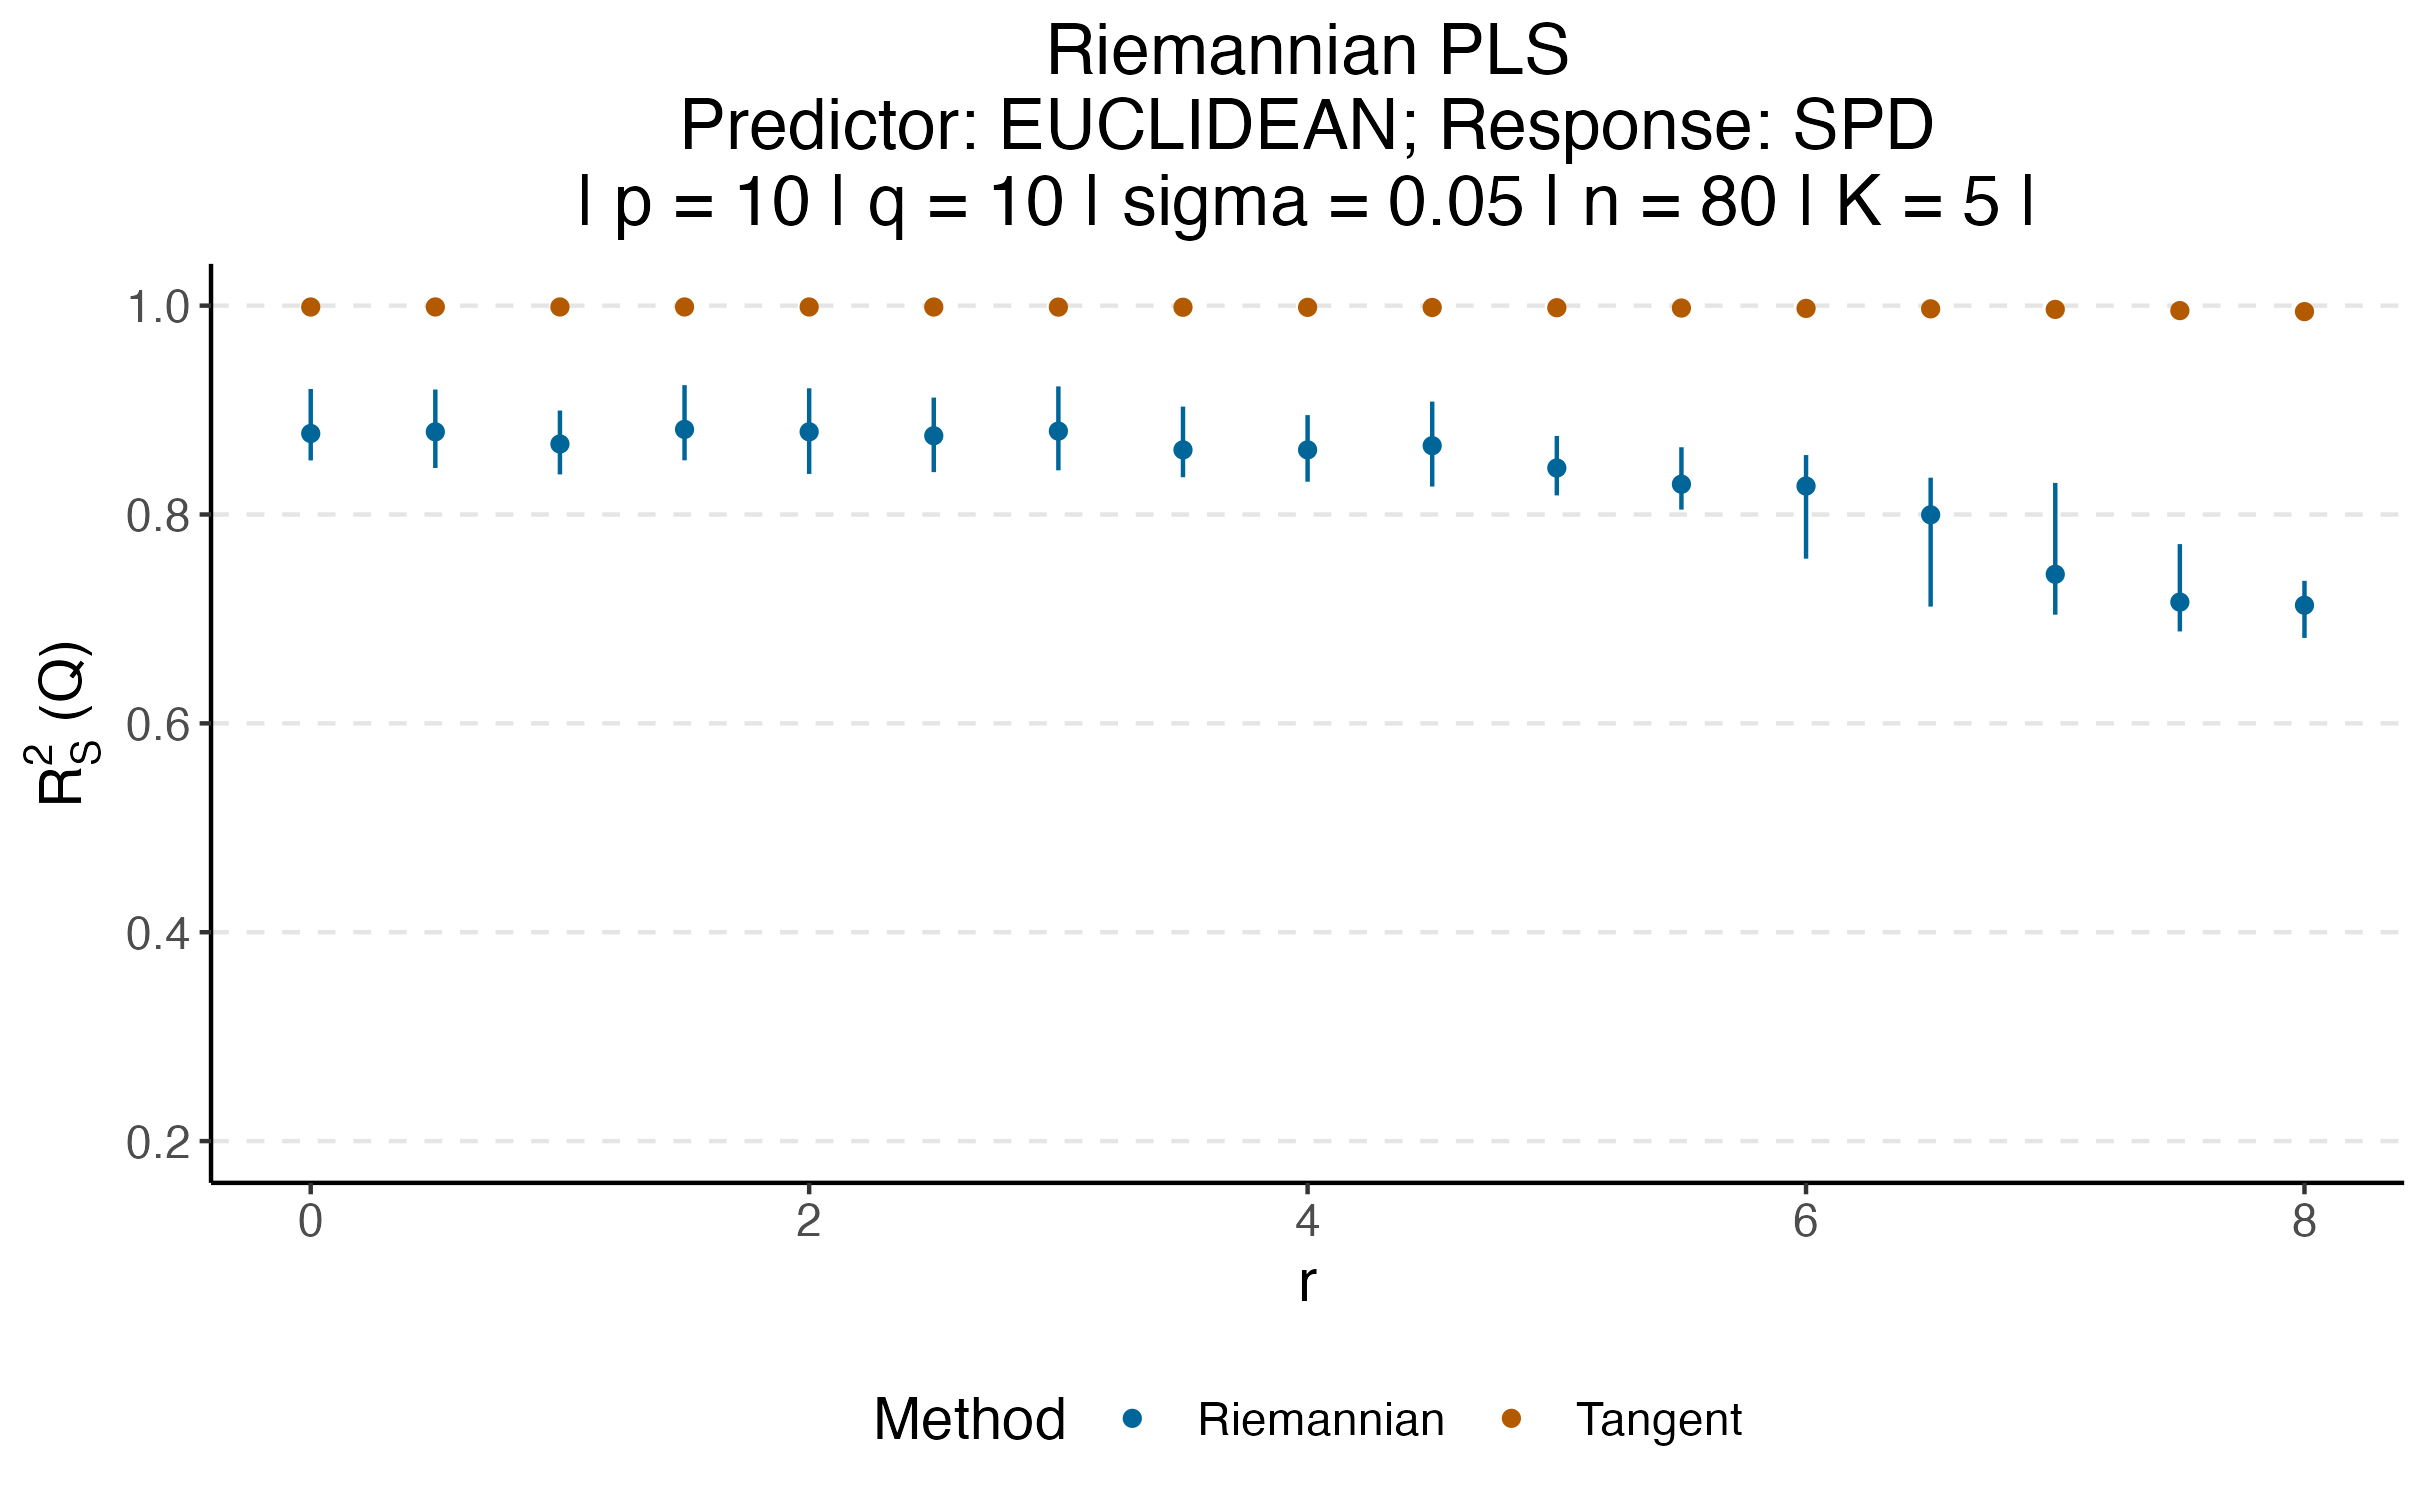 Riemannian PLS
Predictor: EUCLIDEAN; Response: SPD
| p = 10 | q = 10 | sigma = 0.05 | n = 80 | K = 5 |
R²S (Q)
1.0
0.8
0.6
0.4
0.2
0 2 4 6 8
r
Method Riemannian Tangent